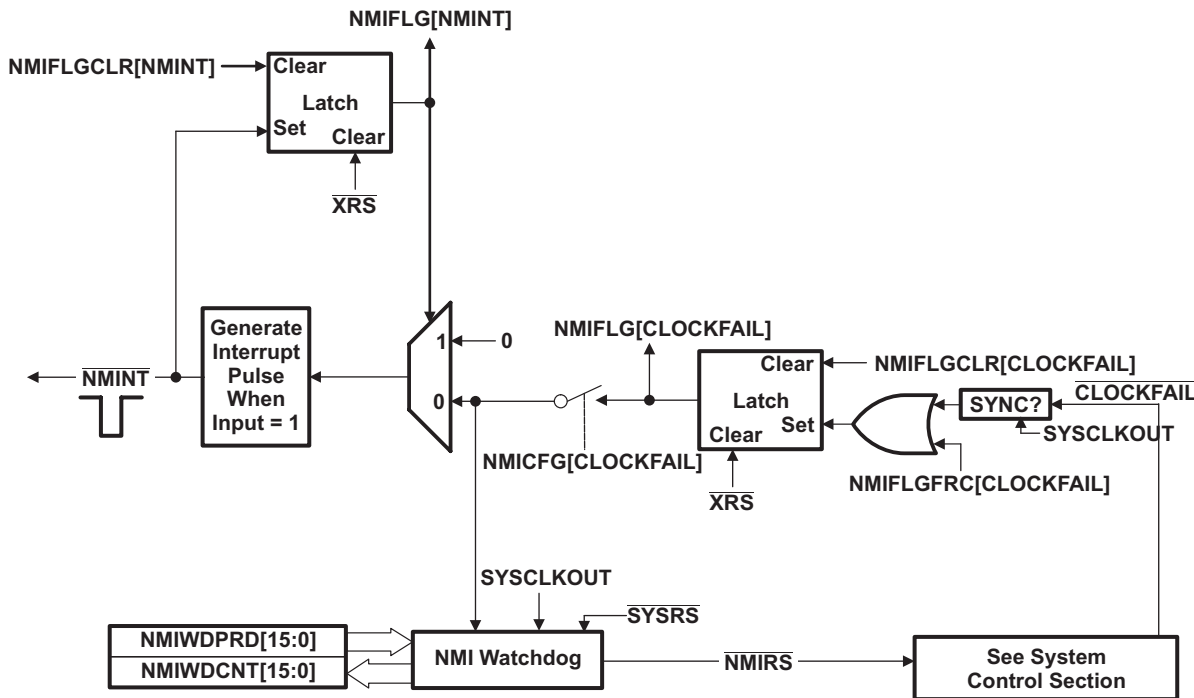 NMIFLG[NMINT]
NMIFLGCLR[NMINT]
Clear
Latch
Set
Clear
XRS
Generate
Interrupt
Pulse
When
Input = 1
NMINT
1
0
0
NMIFLG[CLOCKFAIL]
NMICFG[CLOCKFAIL]
Clear
Latch
Clear
Set
XRS
NMIFLGCLR[CLOCKFAIL]
CLOCKFAIL
SYNC?
SYSCLKOUT
NMIFLGFRC[CLOCKFAIL]
SYSCLKOUT
SYSRS
NMIWDPRD[15:0]
NMIWDCNT[15:0]
NMI Watchdog
NMIRS
See System
Control Section